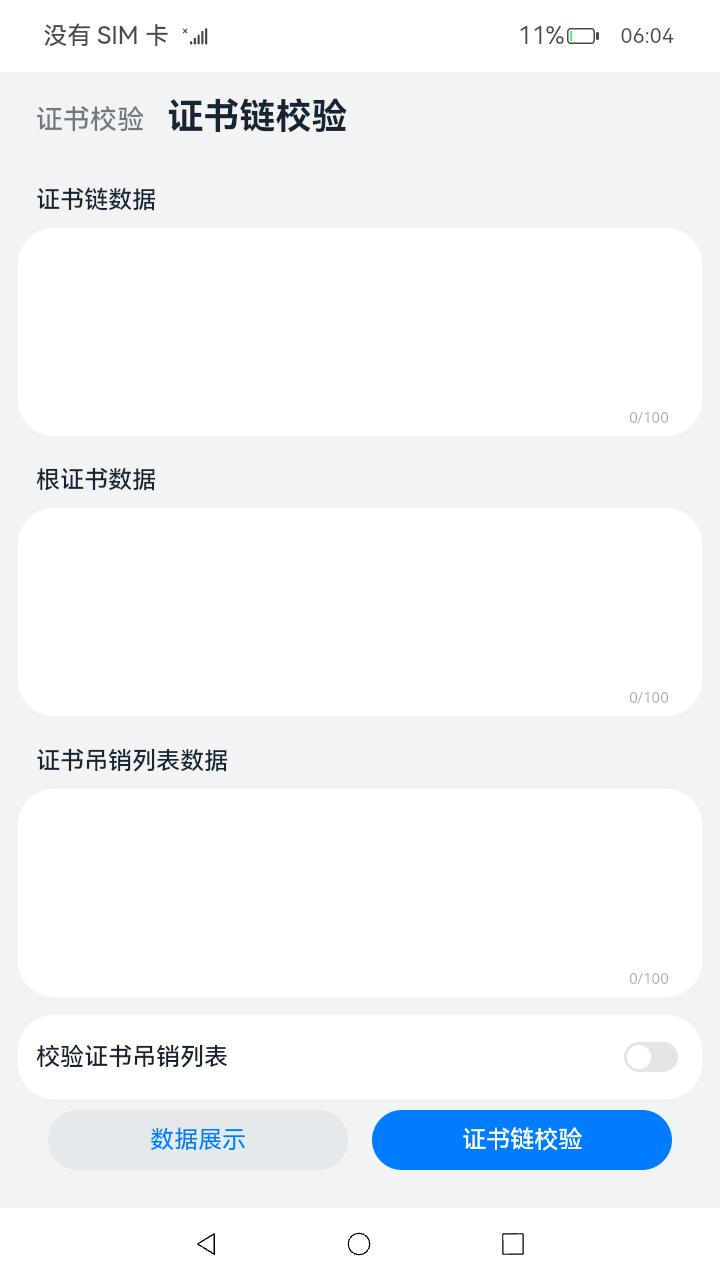 没有 SIM 卡 11% 06:04
证书校验 证书链校验
证书链数据
0/100
根证书数据
0/100
证书吊销列表数据
0/100
校验证书吊销列表
数据展示 证书链校验